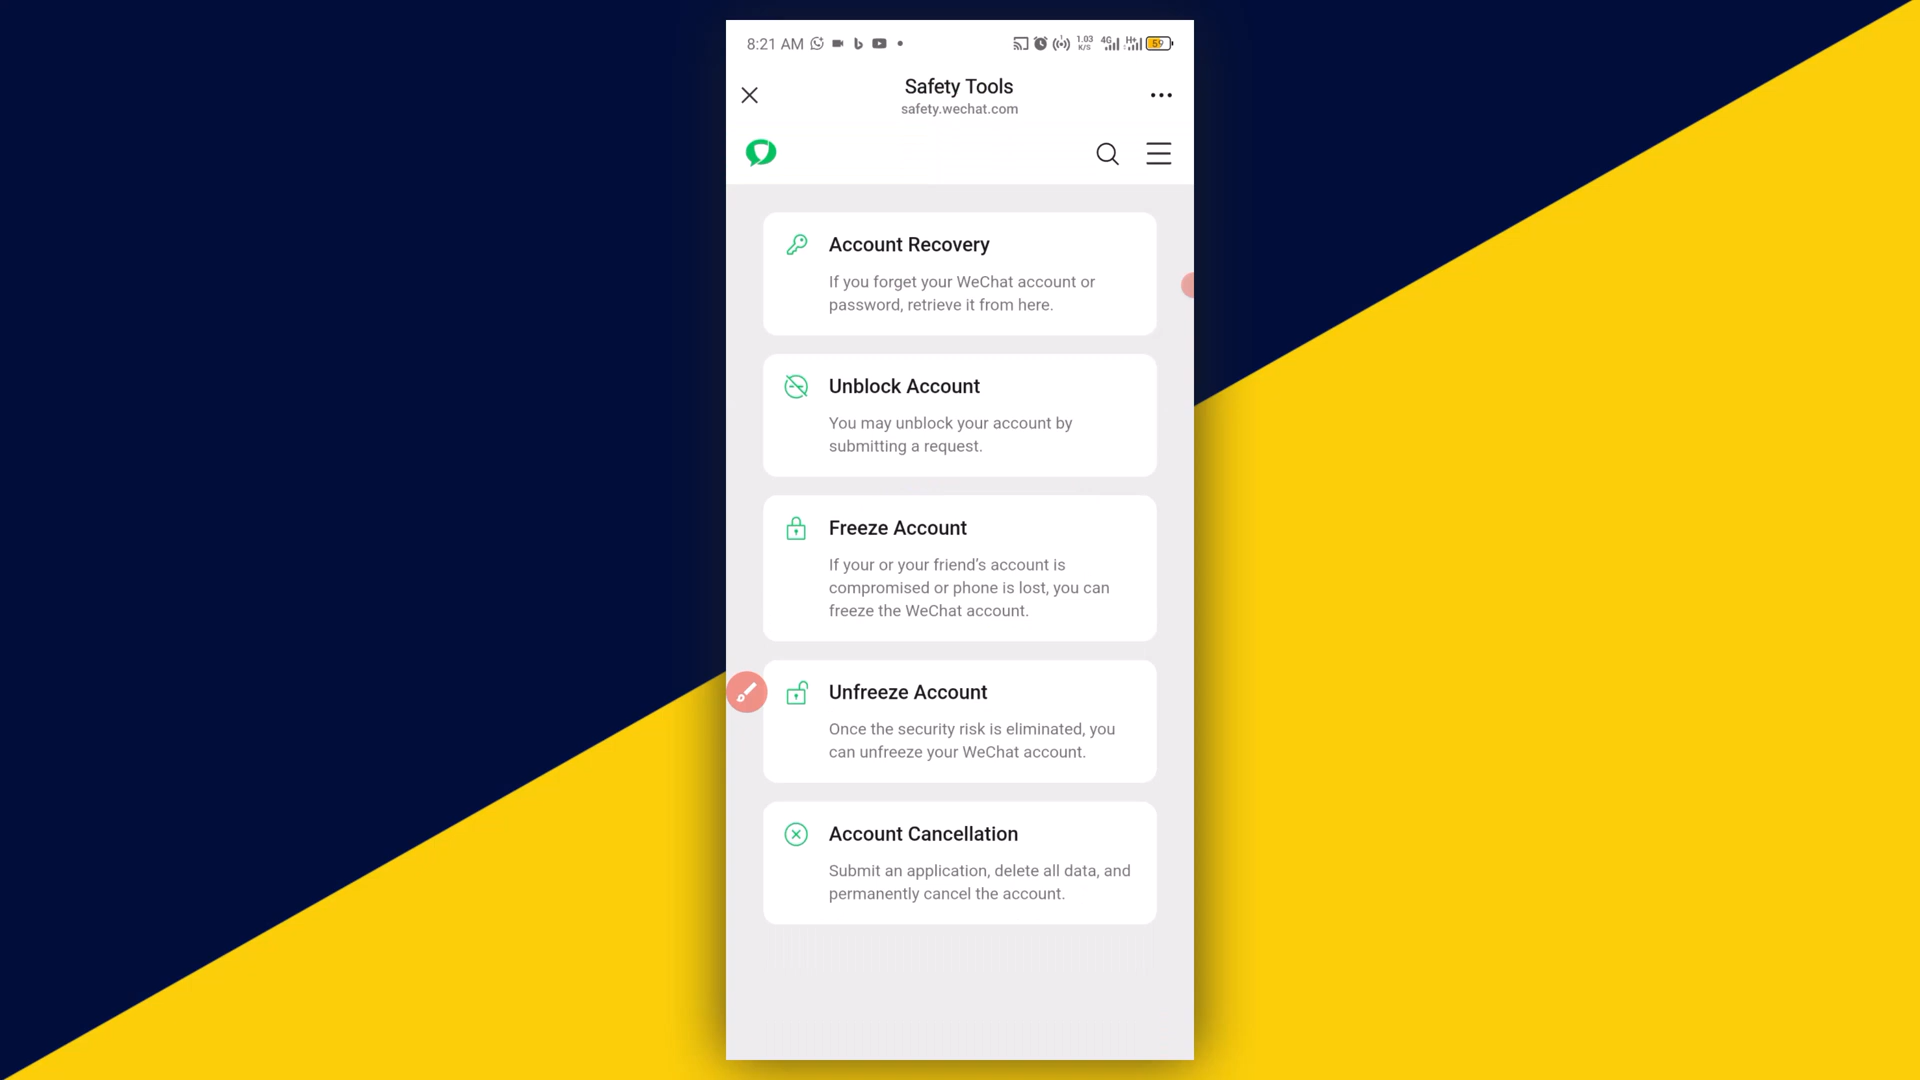 8:21 AM
1.03
K/S
4G
H+
59
Safety Tools
safety.wechat.com
Account Recovery
If you forget your WeChat account or
password, retrieve it from here.
Unblock Account
You may unblock your account by
submitting a request.
Freeze Account
If your or your friend’s account is
compromised or phone is lost, you can
freeze the WeChat account.
Unfreeze Account
Once the security risk is eliminated, you
can unfreeze your WeChat account.
Account Cancellation
Submit an application, delete all data, and
permanently cancel the account.